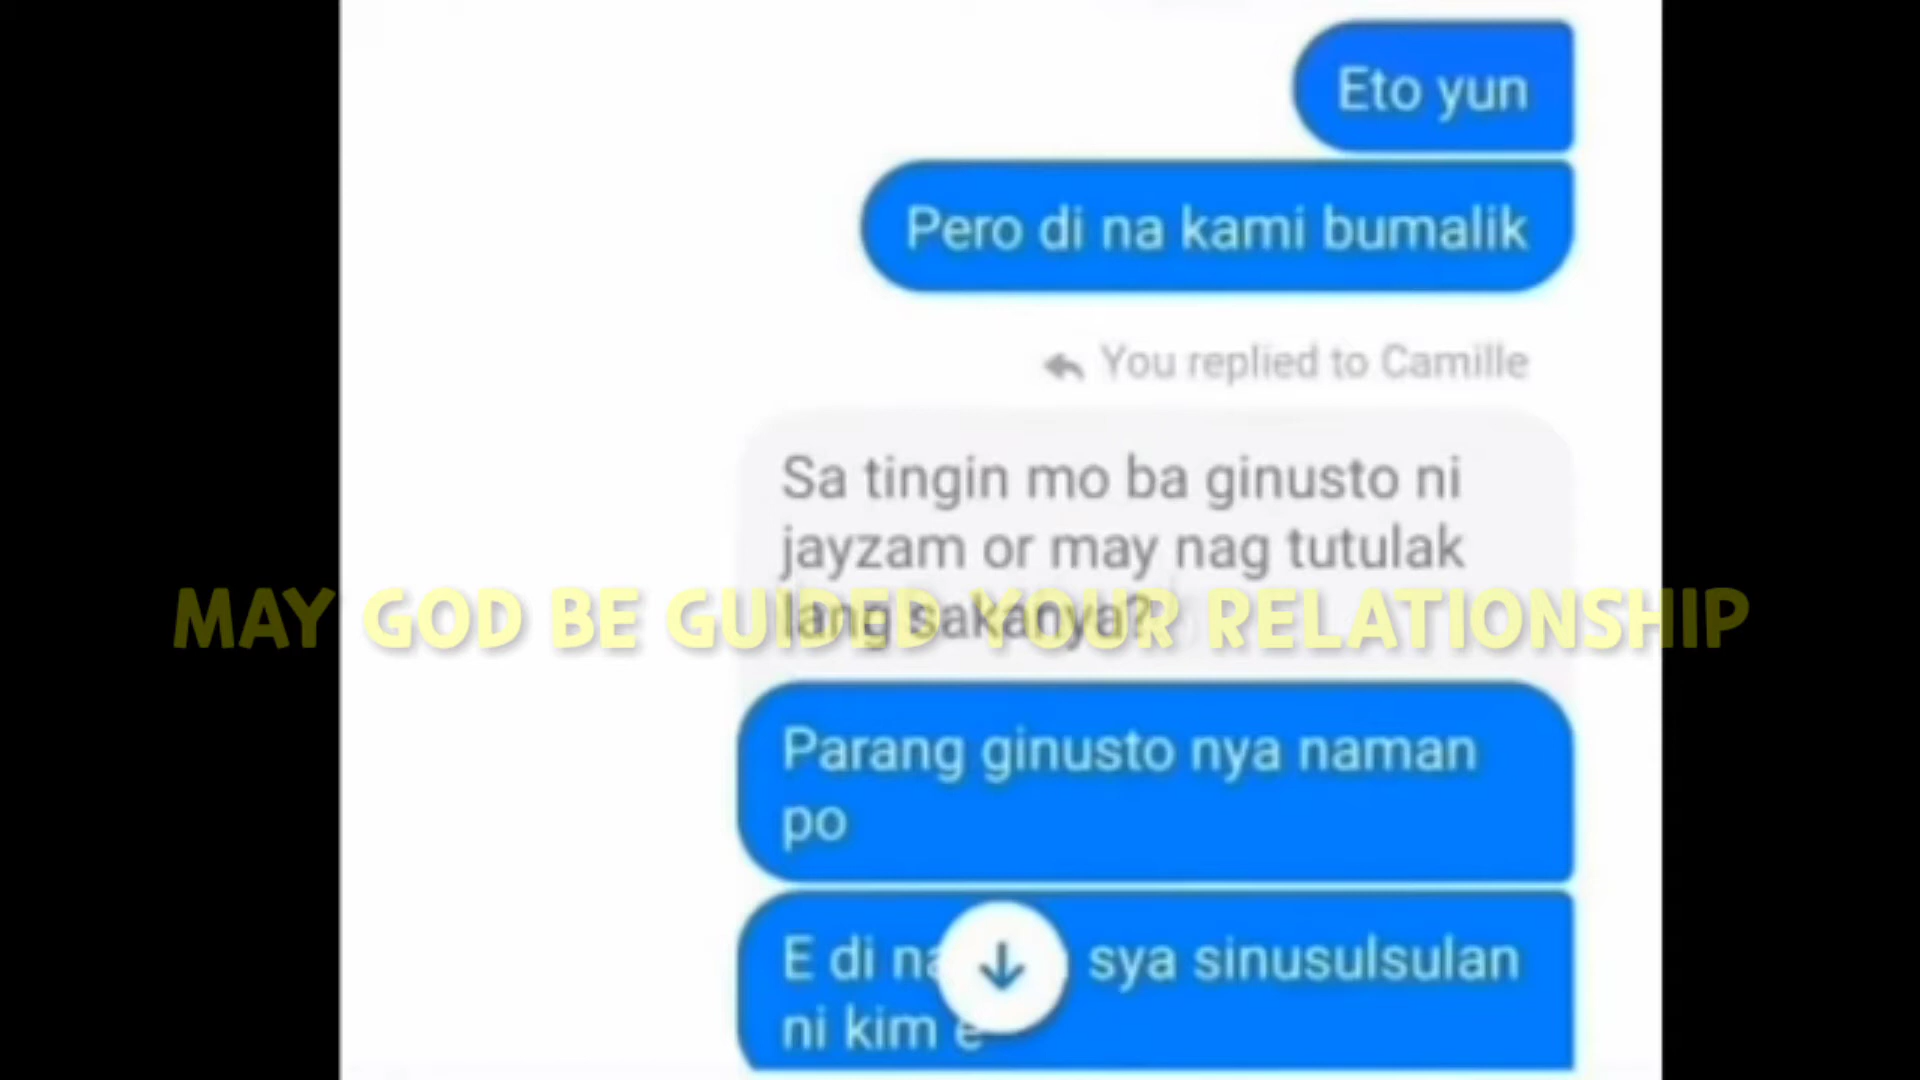 Eto yun
Pero di na kami bumalik
You replied to Camille
Sa tingin mo ba ginusto ni
jayzam or may nag tutulak
lang sakanya?
MAY GOD BE GUIDED YOUR RELATIONSHIP
Parang ginusto nya naman
po
E di sya sinusulsulan
ni kim e